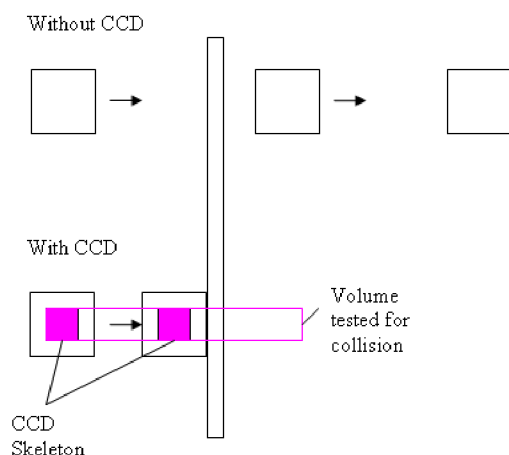 Without CCD
With CCD
Volume
tested for
collision
CCD
Skeleton